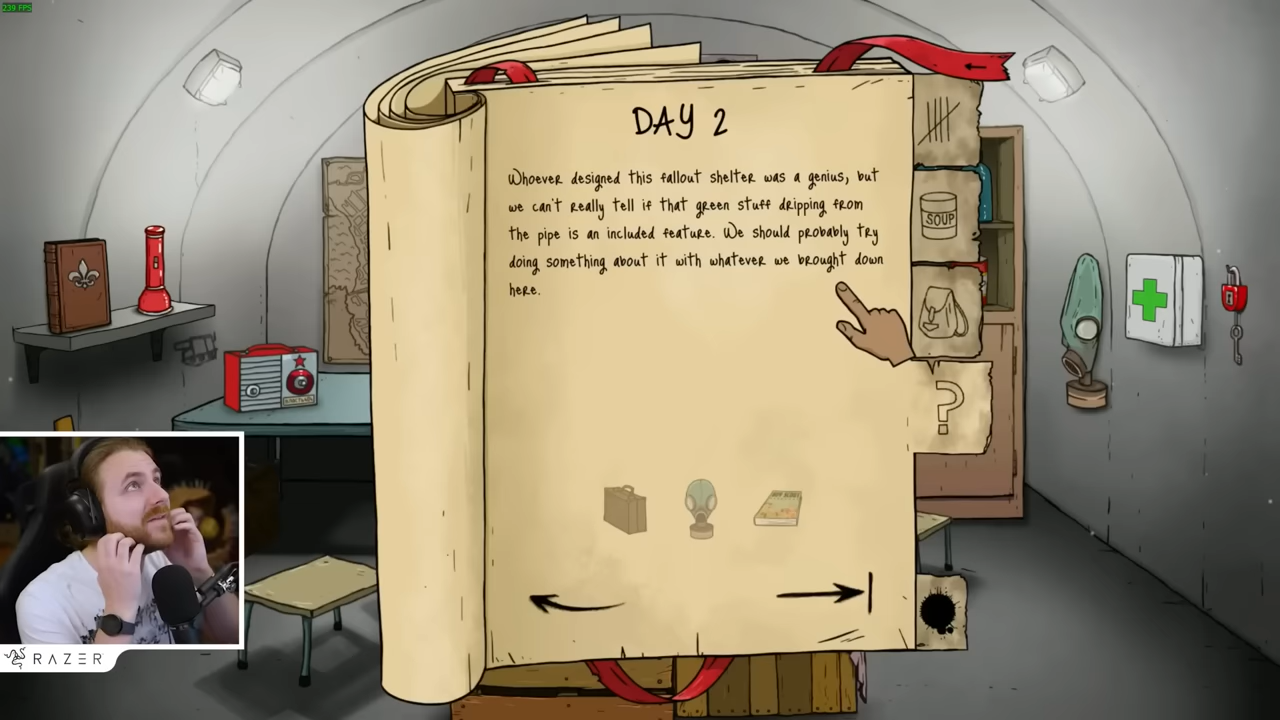 239 FPS
DAY 2
Whoever designed this fallout shelter was a genius, but
we can't really tell if that green stuff dripping from
the pipe is an included feature. We should probably try
doing something about it with whatever we brought down
here.
SOUP
?
RAZER